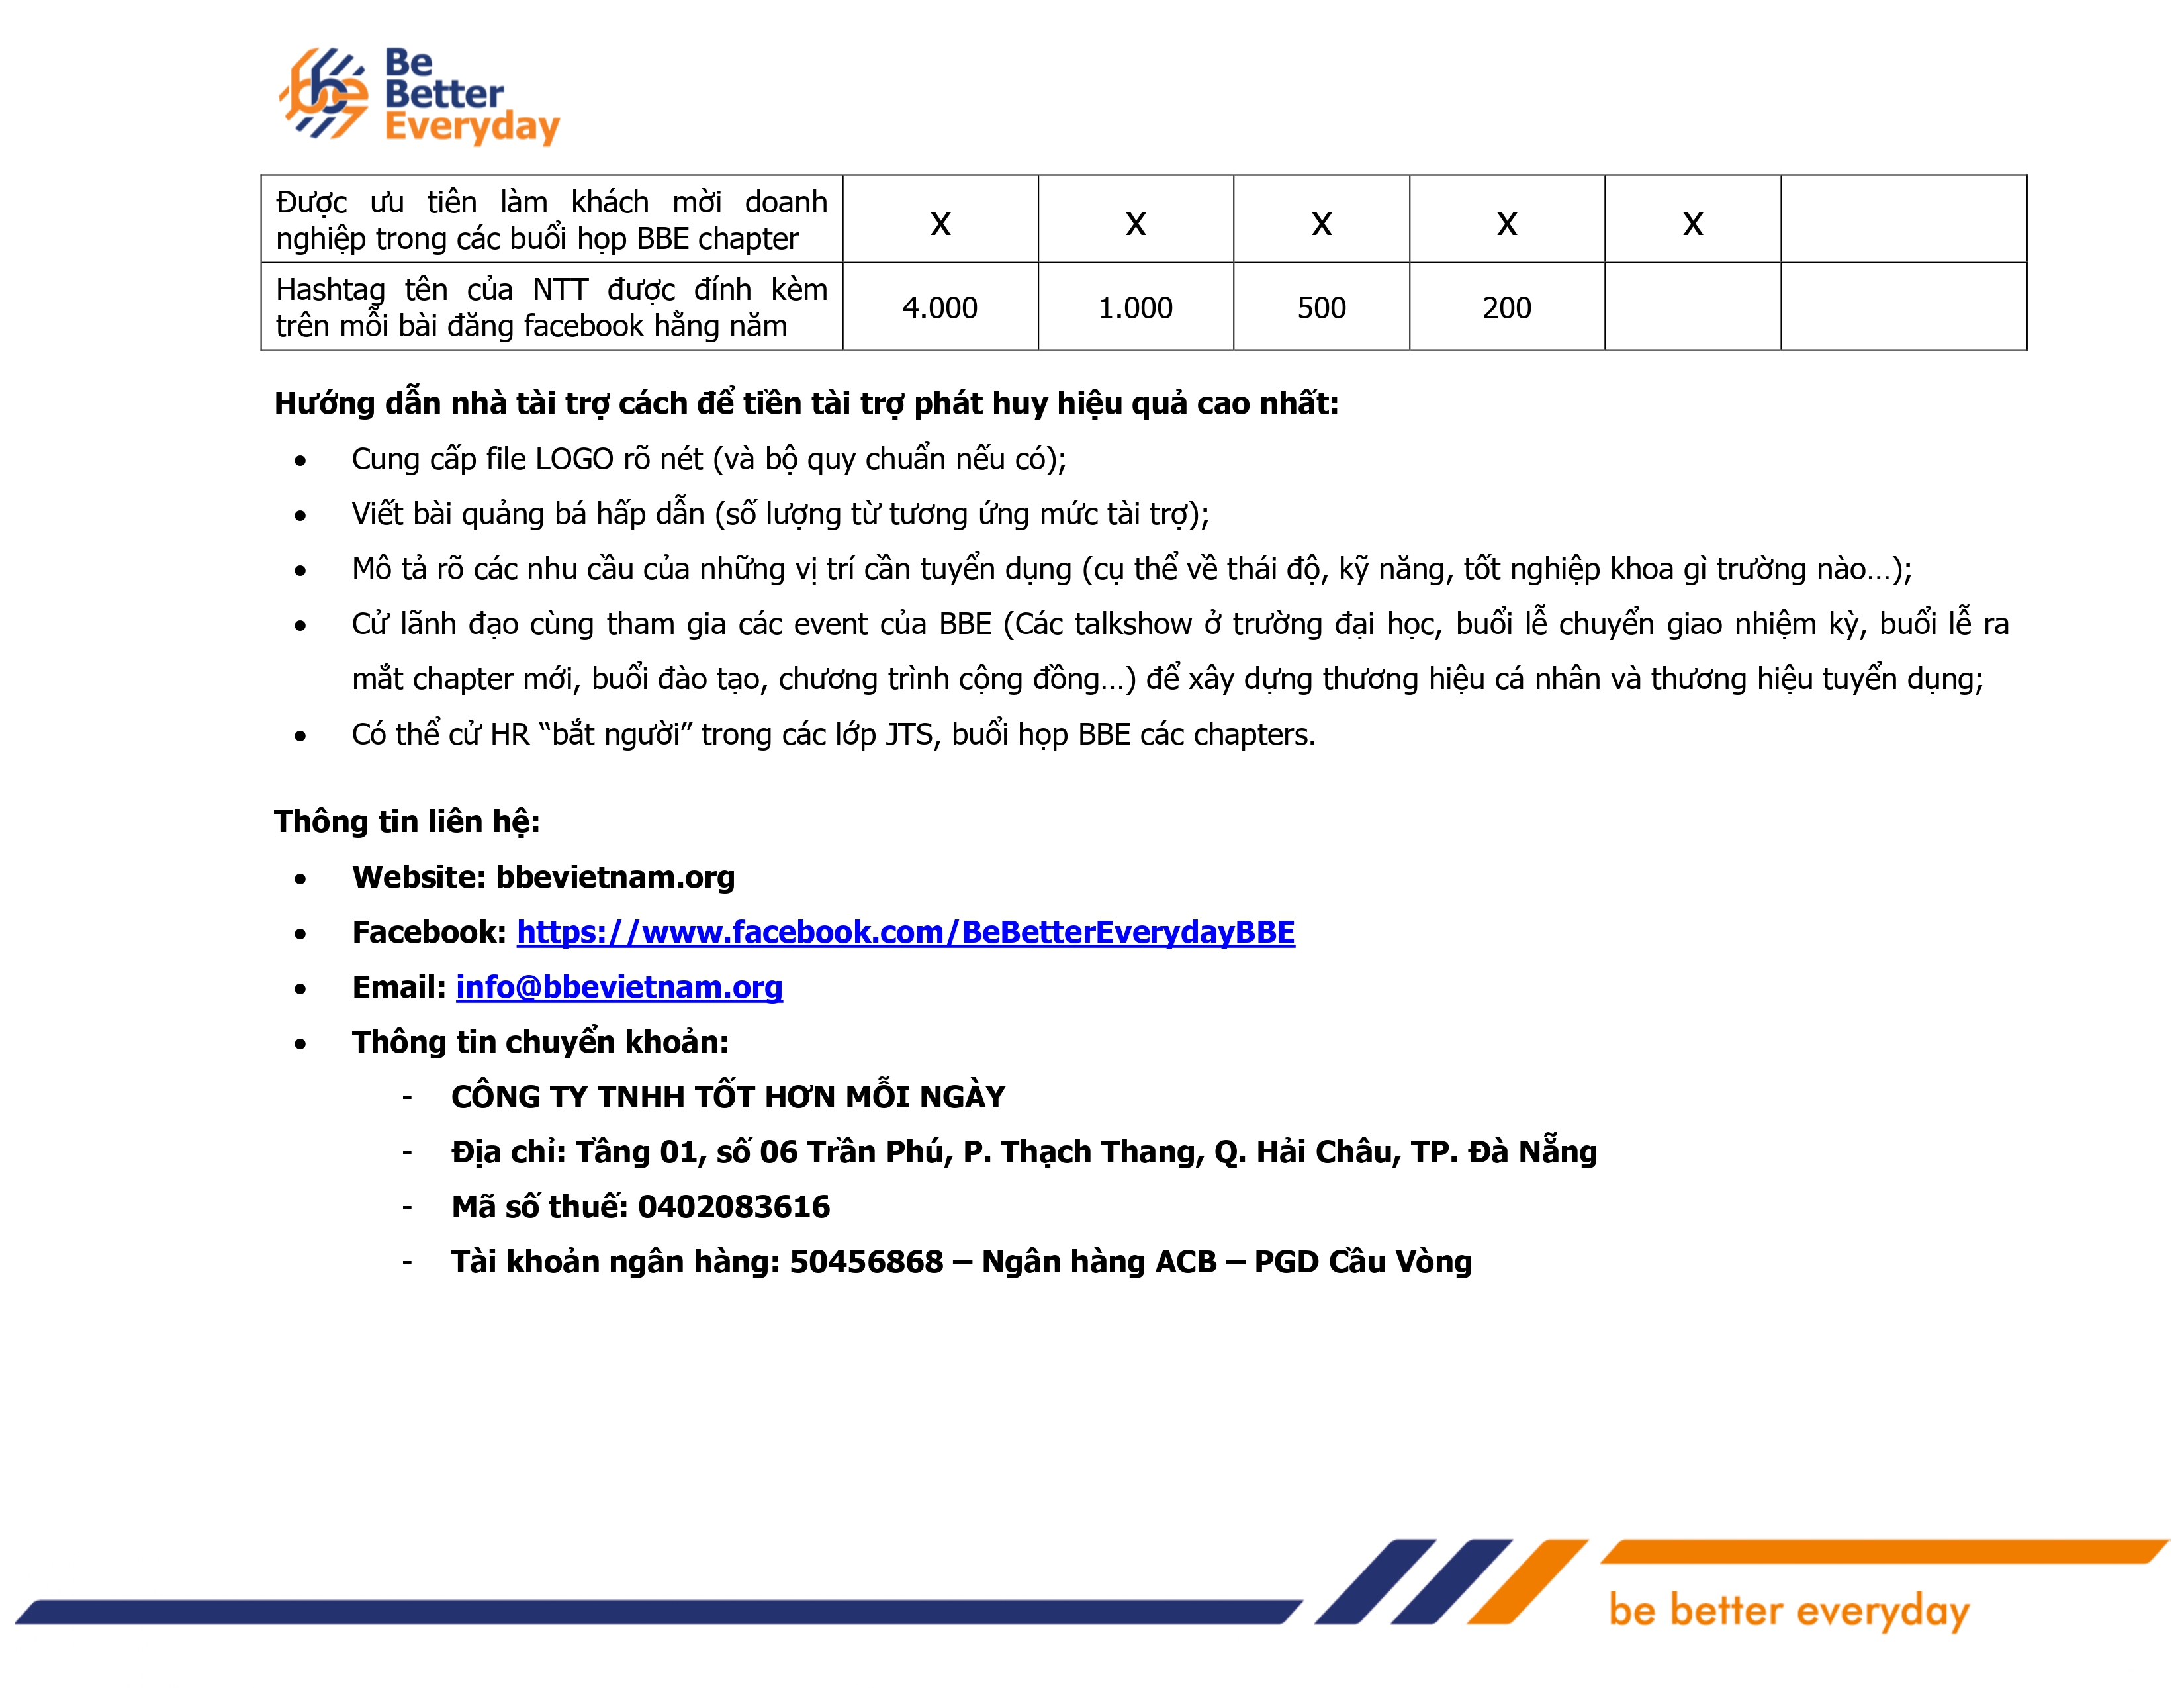 Be
Better
Everyday
Được ưu tiên làm khách mời doanh
nghiệp trong các buổi họp BBE chapter
x x x x x
Hashtag tên của NTT được đính kèm
trên mỗi bài đăng facebook hằng năm
4.000 1.000 500 200
Hướng dẫn nhà tài trợ cách để tiền tài trợ phát huy hiệu quả cao nhất:
• Cung cấp file LOGO rõ nét (và bộ quy chuẩn nếu có);
• Viết bài quảng bá hấp dẫn (số lượng từ tương ứng mức tài trợ);
• Mô tả rõ các nhu cầu của những vị trí cần tuyển dụng (cụ thể về thái độ, kỹ năng, tốt nghiệp khoa gì trường nào...);
• Cử lãnh đạo cùng tham gia các event của BBE (Các talkshow ở trường đại học, buổi lễ chuyển giao nhiệm kỳ, buổi lễ ra
mắt chapter mới, buổi đào tạo, chương trình cộng đồng...) để xây dựng thương hiệu cá nhân và thương hiệu tuyển dụng;
• Có thể cử HR “bắt người” trong các lớp JTS, buổi họp BBE các chapters.
Thông tin liên hệ:
• Website: bbevietnam.org
• Facebook: https://www.facebook.com/BeBetterEverydayBBE
• Email: info@bbevietnam.org
• Thông tin chuyển khoản:
- CÔNG TY TNHH TỐT HƠN MỖI NGÀY
- Địa chỉ: Tầng 01, số 06 Trần Phú, P. Thạch Thang, Q. Hải Châu, TP. Đà Nẵng
- Mã số thuế: 0402083616
- Tài khoản ngân hàng: 50456868 – Ngân hàng ACB – PGD Cầu Vòng
be better everyday